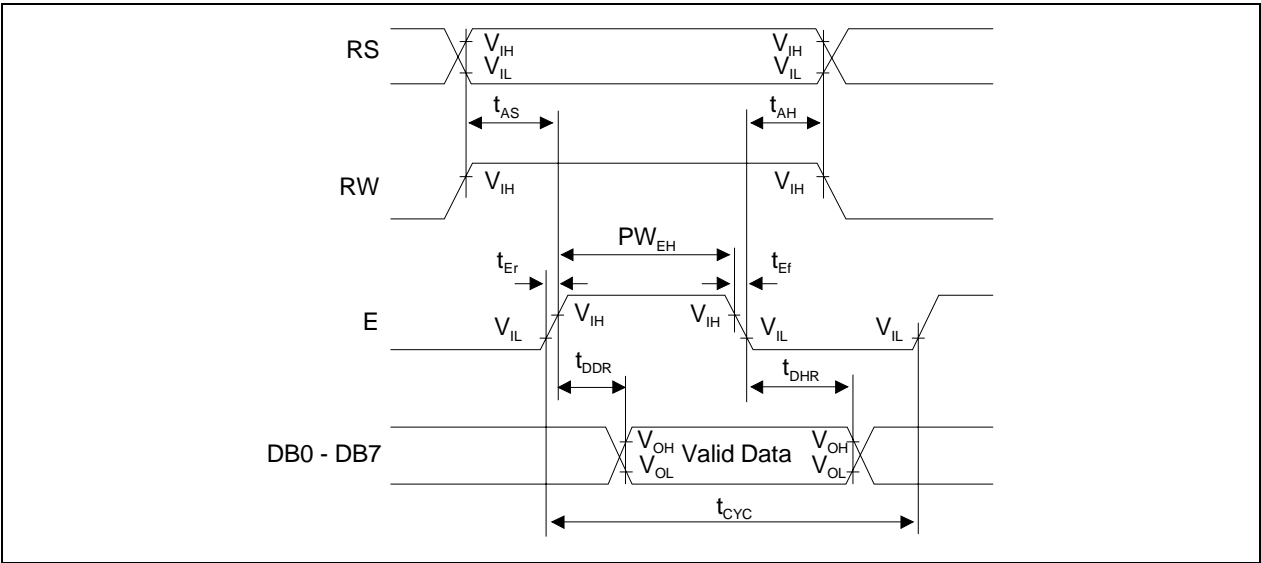 RS
V_IH
V_IL
V_IH
V_IL
t_AS
t_AH
RW
V_IH
V_IH
PW_EH
t_Er
t_Ef
E
V_IL
V_IH
V_IH
V_IL
V_IL
t_DDR
t_DHR
DB0 - DB7
V_OH
V_OL
Valid Data
V_OH
V_OL
t_CYC